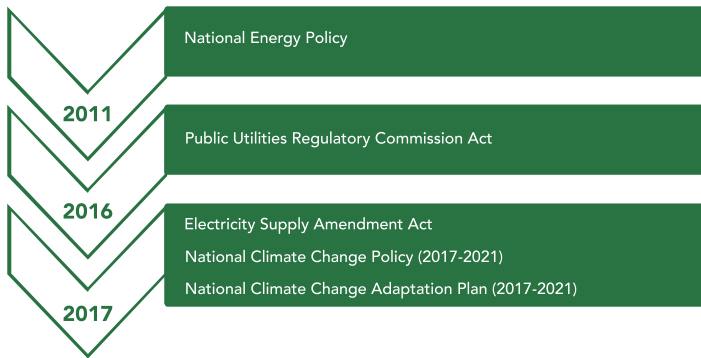 National Energy Policy
2011
Public Utilities Regulatory Commission Act
2016
Electricity Supply Amendment Act
National Climate Change Policy (2017-2021)
National Climate Change Adaptation Plan (2017-2021)
2017